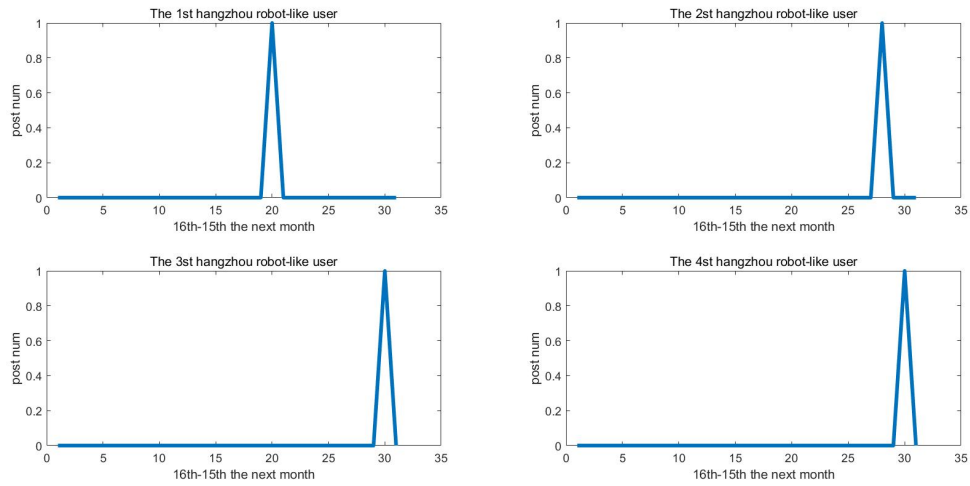 The 1st hangzhou robot-like user
1
0.8
0.6
0.4
0.2
0
post num
0 5 10 15 20 25 30 35
16th-15th the next month
The 2st hangzhou robot-like user
1
0.8
0.6
0.4
0.2
0
post num
0 5 10 15 20 25 30 35
16th-15th the next month
The 3st hangzhou robot-like user
1
0.8
0.6
0.4
0.2
0
post num
0 5 10 15 20 25 30 35
16th-15th the next month
The 4st hangzhou robot-like user
1
0.8
0.6
0.4
0.2
0
post num
0 5 10 15 20 25 30 35
16th-15th the next month